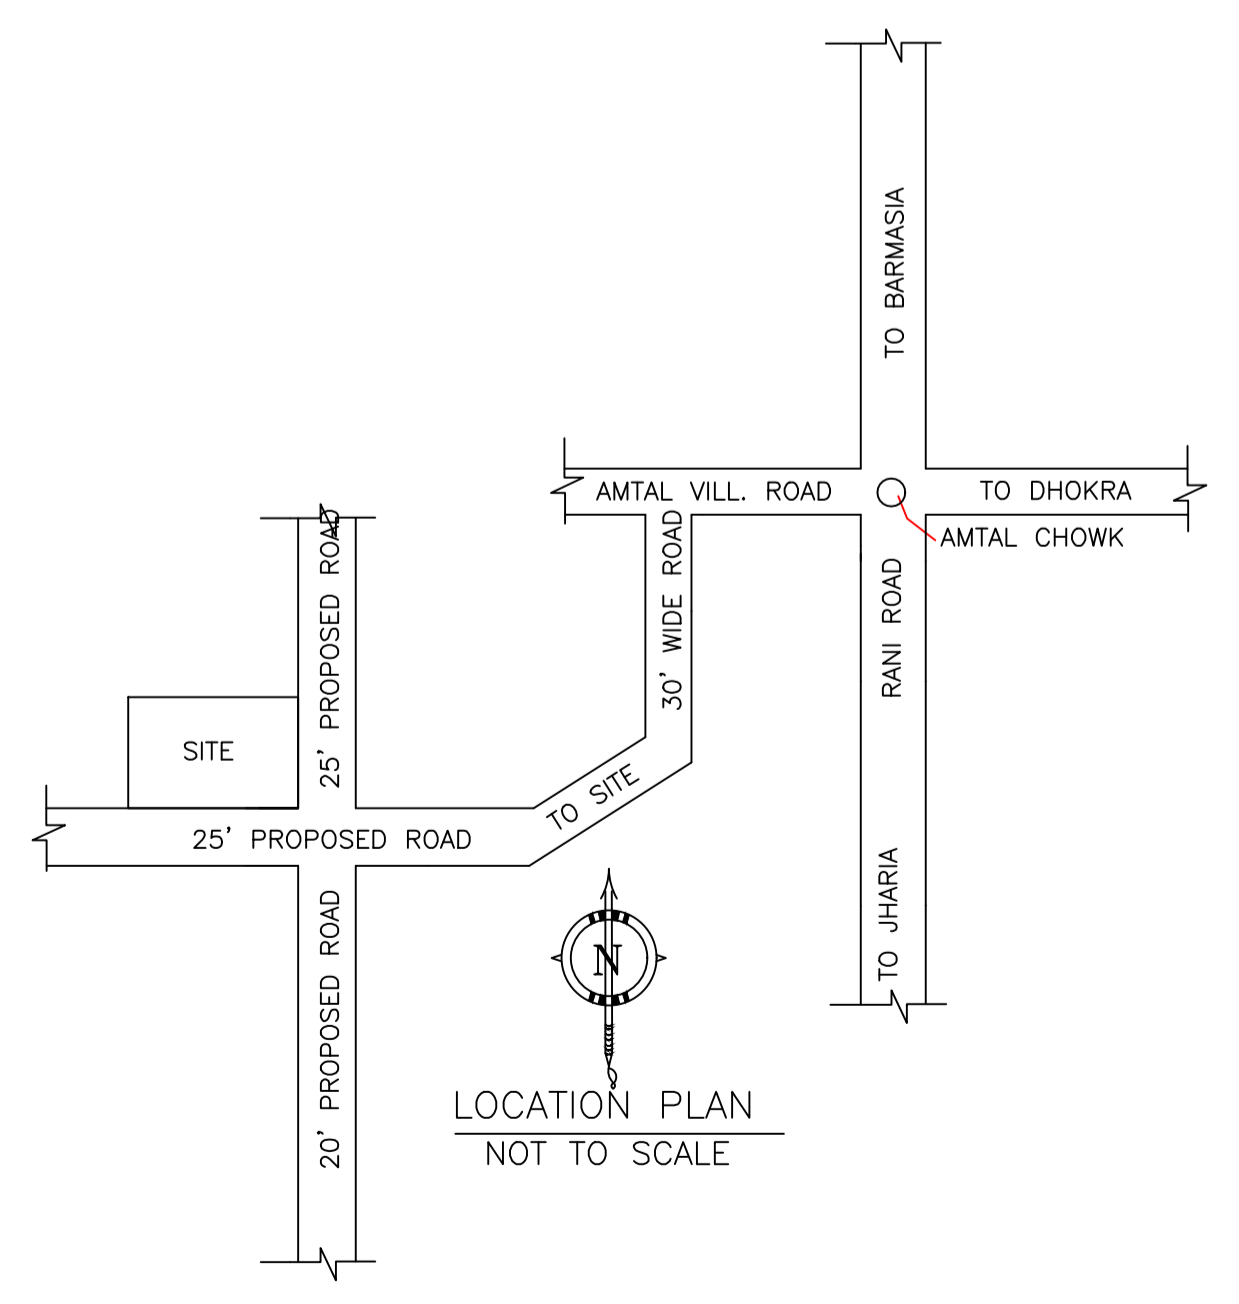 TO BARMASIA
AMTAL VILL. ROAD
TO DHOKRA
AMTAL CHOWK
30' WIDE ROAD
RANI ROAD
25' PROPOSED ROAD
SITE
TO SITE
25' PROPOSED ROAD
TO JHARIA
20' PROPOSED ROAD
N
LOCATION PLAN
NOT TO SCALE